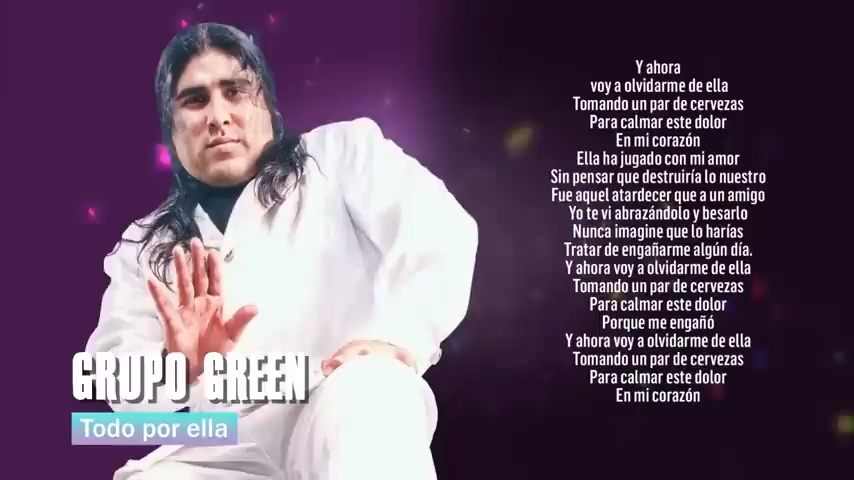 GRUPO GREEN
Todo por ella
Y ahora
voy a olvidarme de ella
Tomando un par de cervezas
Para calmar este dolor
En mi corazón
Ella ha jugado con mi amor
Sin pensar que destruiría lo nuestro
Fue aquel atardecer que a un amigo
Yo te vi abrazándolo y besarlo
Nunca imagine que lo harías
Tratar de engañarme algún día.
Y ahora voy a olvidarme de ella
Tomando un par de cervezas
Para calmar este dolor
Porque me engañó
Y ahora voy a olvidarme de ella
Tomando un par de cervezas
Para calmar este dolor
En mi corazón